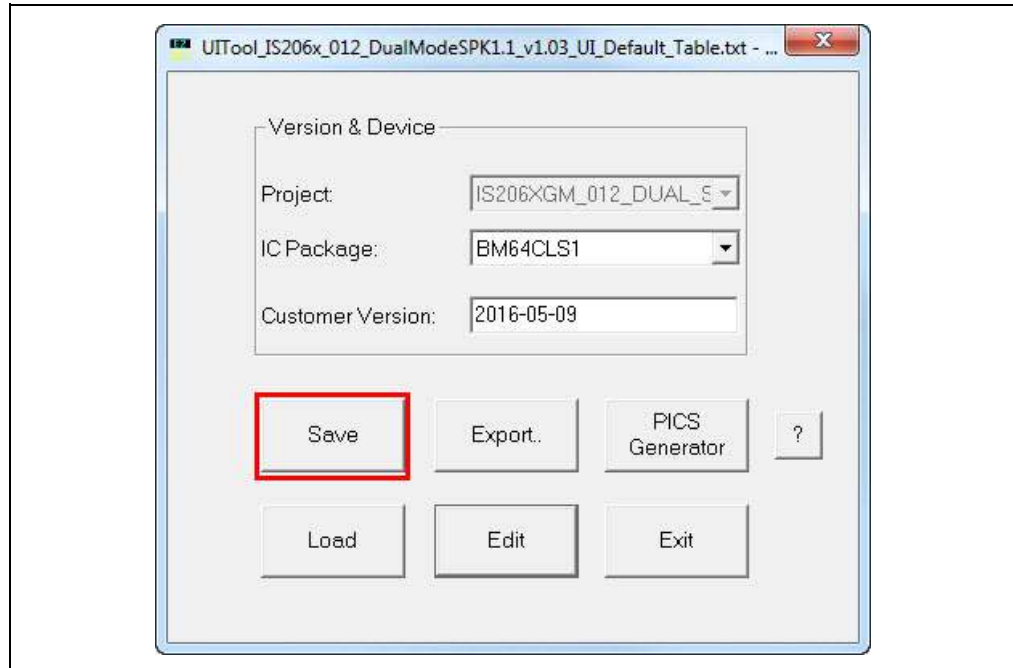 UITool_IS206x_012_DualModeSPK1.1_v1.03_UI_Default_Table.txt - ...
Version & Device
Project:
IS206XGM_012_DUAL_S
IC Package:
BM64CLS1
Customer Version:
2016-05-09
Save
Export..
PICS
Generator
?
Load
Edit
Exit